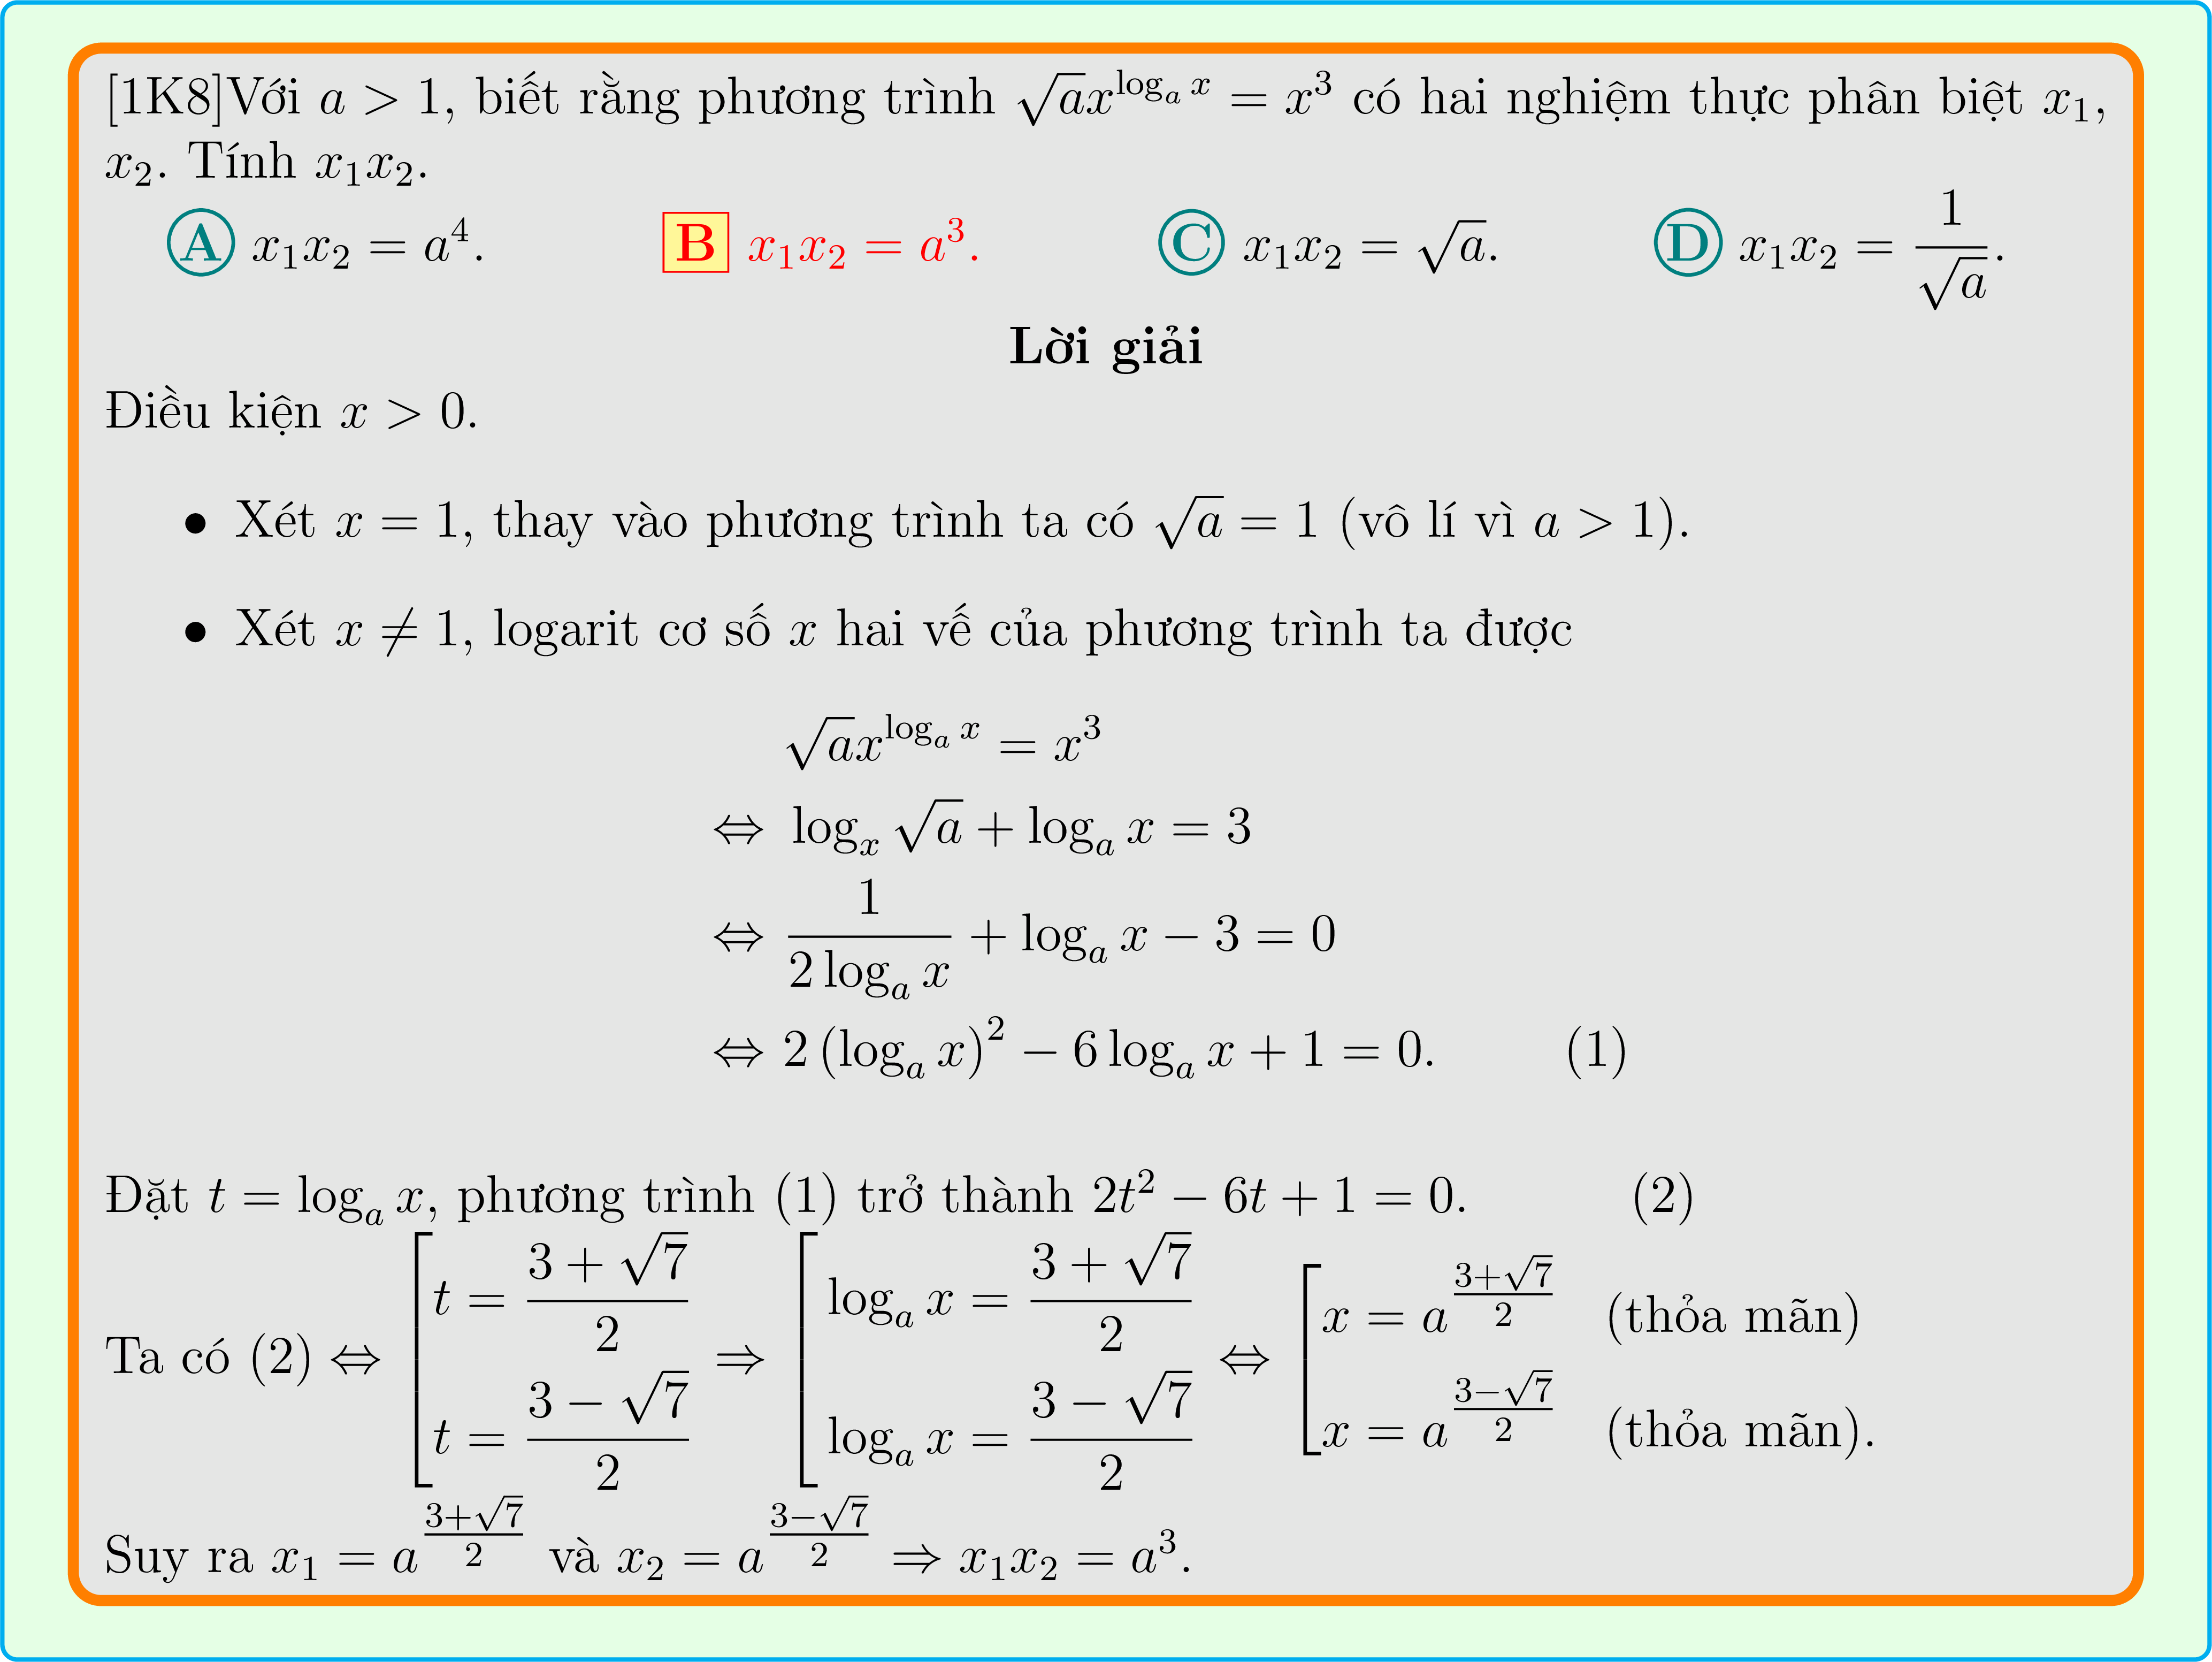 [1K8]Với $a > 1$, biết rằng phương trình $\sqrt{a}x^{\log_a x} = x^3$ có hai nghiệm thực phân biệt $x_1$,
$x_2$. Tính $x_1x_2$.
A $x_1x_2 = a^4$. B $x_1x_2 = a^3$. C $x_1x_2 = \sqrt{a}$. D $x_1x_2 = \dfrac{1}{\sqrt{a}}$.
Lời giải
Điều kiện $x > 0$.
• Xét $x = 1$, thay vào phương trình ta có $\sqrt{a} = 1$ (vô lí vì $a > 1$).
• Xét $x \neq 1$, logarit cơ số $x$ hai vế của phương trình ta được
$\sqrt{a}x^{\log_a x} = x^3$
$\Leftrightarrow \log_x \sqrt{a} + \log_a x = 3$
$\Leftrightarrow \dfrac{1}{2\log_a x} + \log_a x - 3 = 0$
$\Leftrightarrow 2\left(\log_a x\right)^2 - 6\log_a x + 1 = 0.$ (1)
Đặt $t = \log_a x$, phương trình (1) trở thành $2t^2 - 6t + 1 = 0$. (2)
Ta có (2) $\Leftrightarrow \left[\begin{array}{l} t = \dfrac{3+\sqrt{7}}{2} \\ t = \dfrac{3-\sqrt{7}}{2} \end{array}\right. \Rightarrow \left[\begin{array}{l} \log_a x = \dfrac{3+\sqrt{7}}{2} \\ \log_a x = \dfrac{3-\sqrt{7}}{2} \end{array}\right. \Leftrightarrow \left[\begin{array}{l} x = a^{\frac{3+\sqrt{7}}{2}} \quad \text{(thỏa mãn)} \\ x = a^{\frac{3-\sqrt{7}}{2}} \quad \text{(thỏa mãn).} \end{array}\right.$
Suy ra $x_1 = a^{\frac{3+\sqrt{7}}{2}}$ và $x_2 = a^{\frac{3-\sqrt{7}}{2}} \Rightarrow x_1x_2 = a^3$.